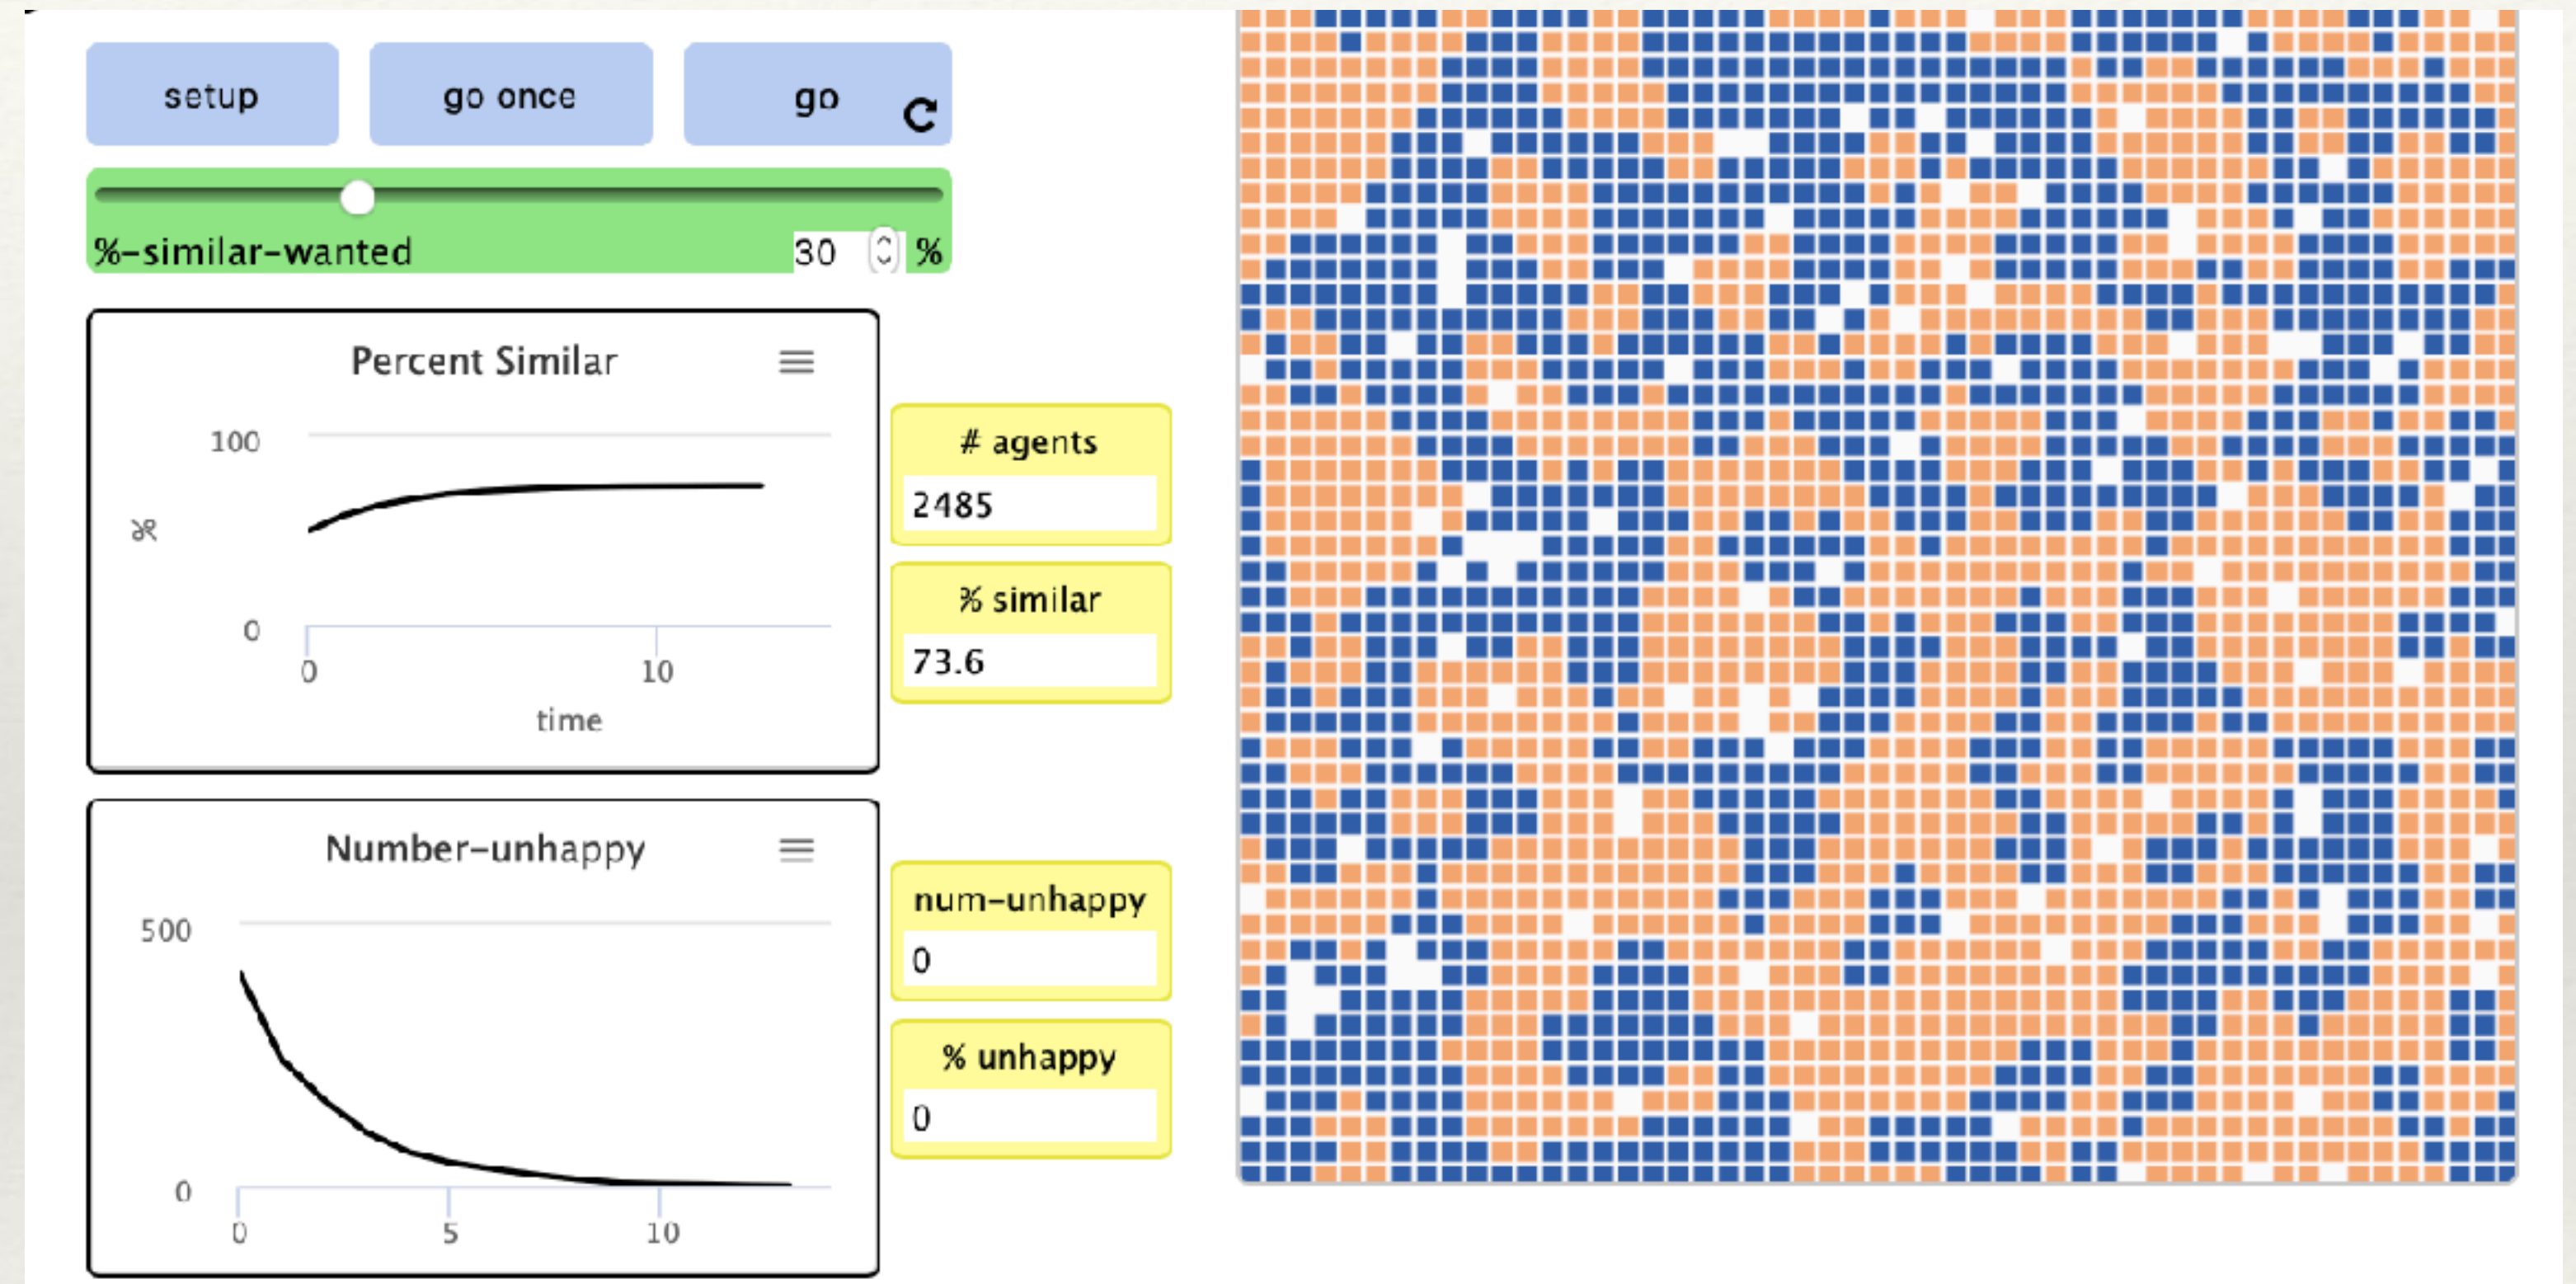 setup
go once
go
%-similar-wanted
30 %
Percent Similar
100
%
0
0 10
time
# agents
2485
% similar
73.6
Number-unhappy
500
0
0 5 10
num-unhappy
0
% unhappy
0